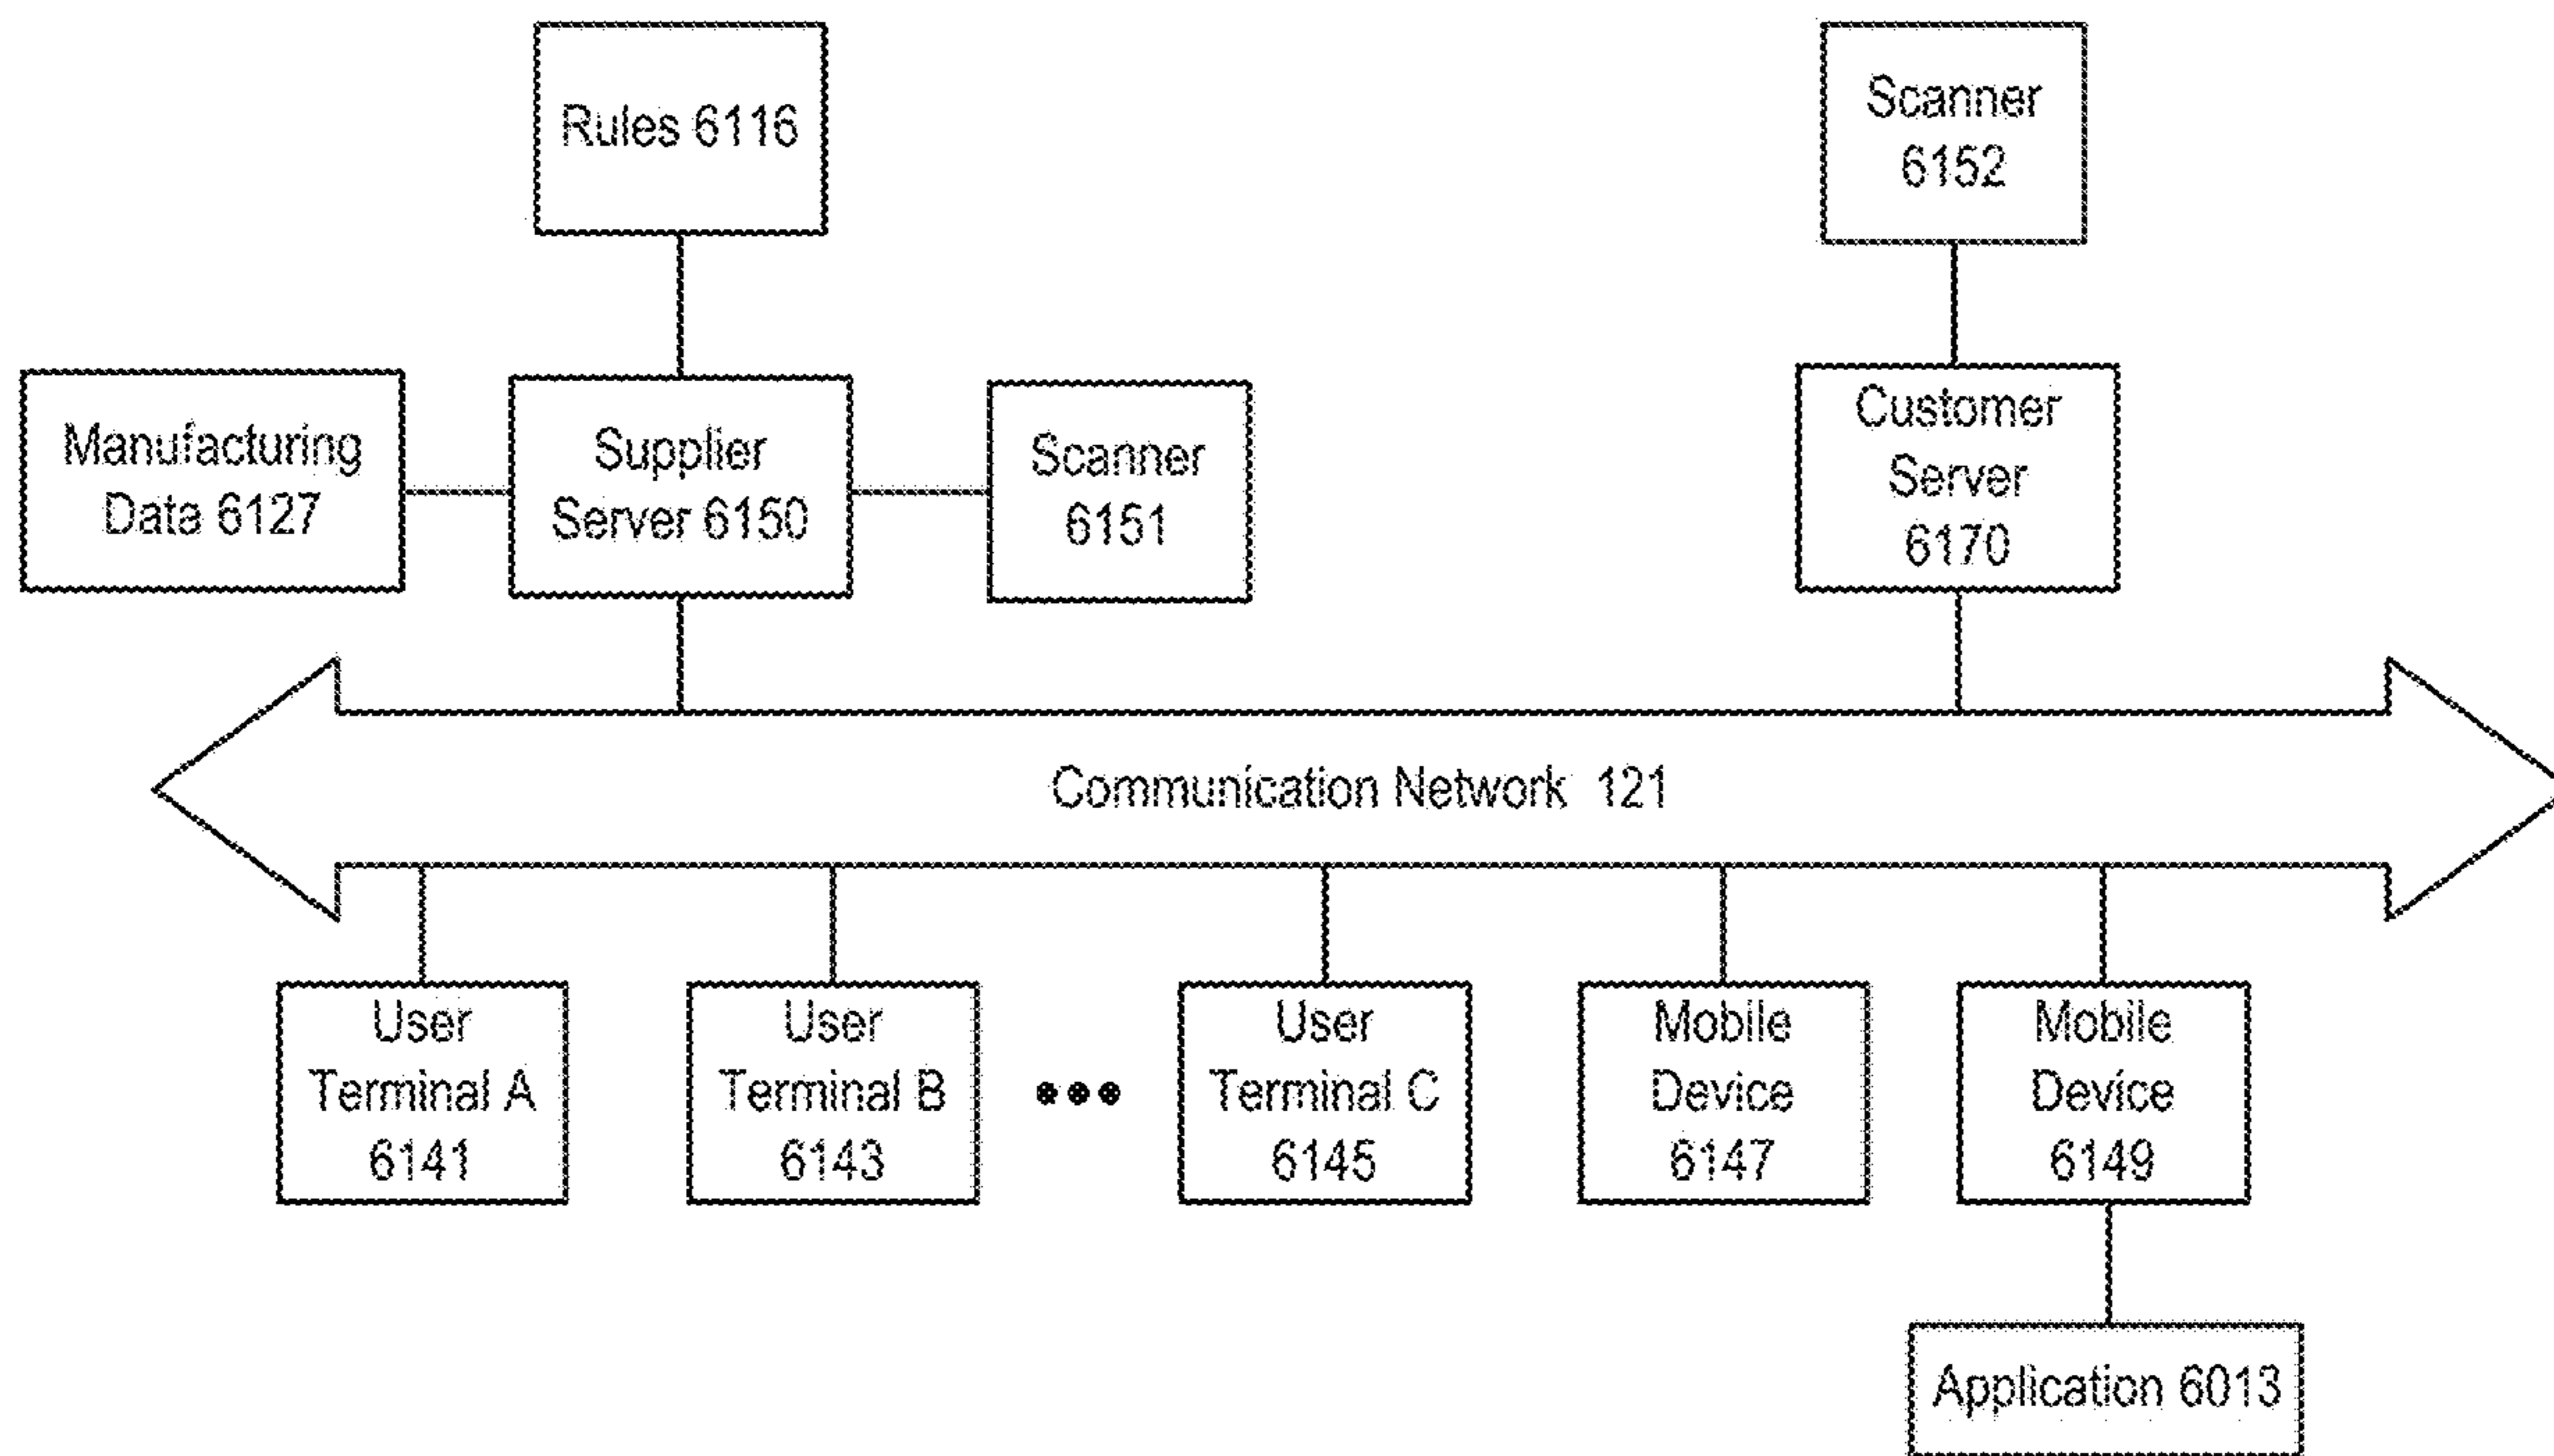 Rules 6116
Scanner
6152
Manufacturing
Data 6127
Supplier
Server 6150
Scanner
6151
Customer
Server
6170
Communication Network 121
User
Terminal A
6141
User
Terminal B
6143
User
Terminal C
6145
Mobile
Device
6147
Mobile
Device
6149
Application 6013